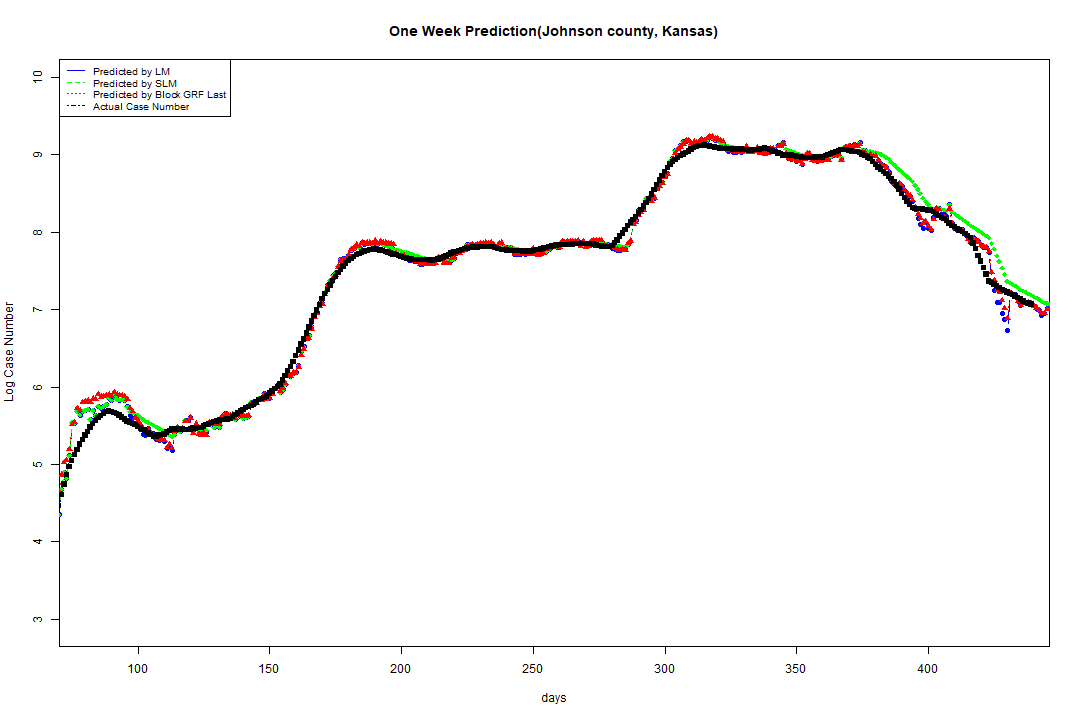 One Week Prediction(Johnson county, Kansas)
Predicted by LM
Predicted by SLM
Predicted by Block GRF Last
Actual Case Number
10
9
8
7
6
5
4
3
Log Case Number
100 150 200 250 300 350 400
days